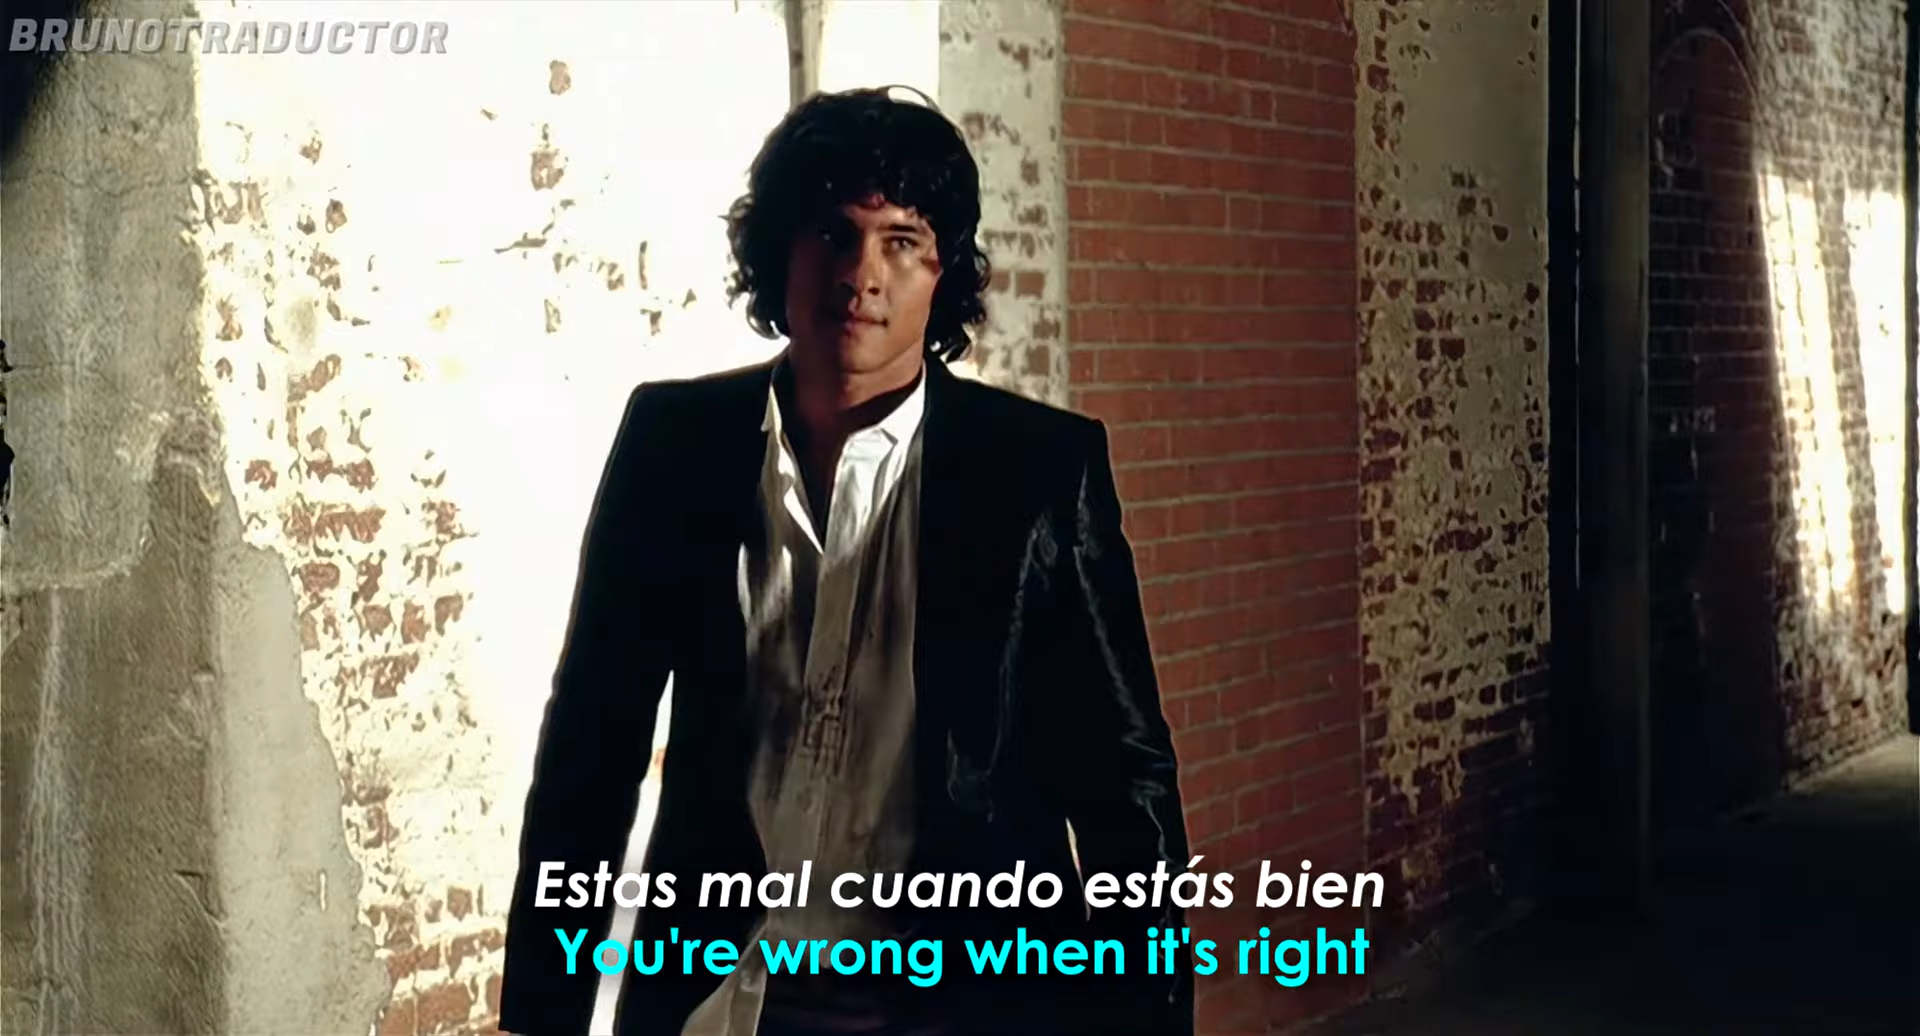 BRUNOTRADUCTOR
Estas mal cuando estás bien
You're wrong when it's right